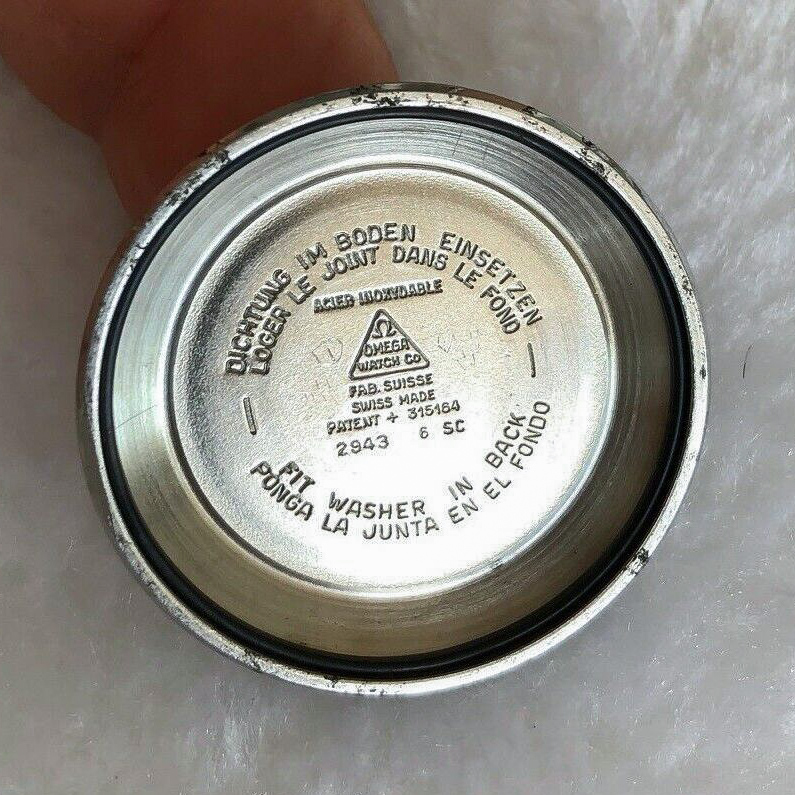 DICHTUNG IM BODEN EINSETZEN
LOGER LE JOINT DANS LE FOND
ACIER INOXYDABLE
Ω
OMEGA
WATCH CO
FAB. SUISSE
SWISS MADE
PATENT + 315164
2943 6 SC
FIT WASHER IN BACK
PONGA LA JUNTA EN EL FONDO